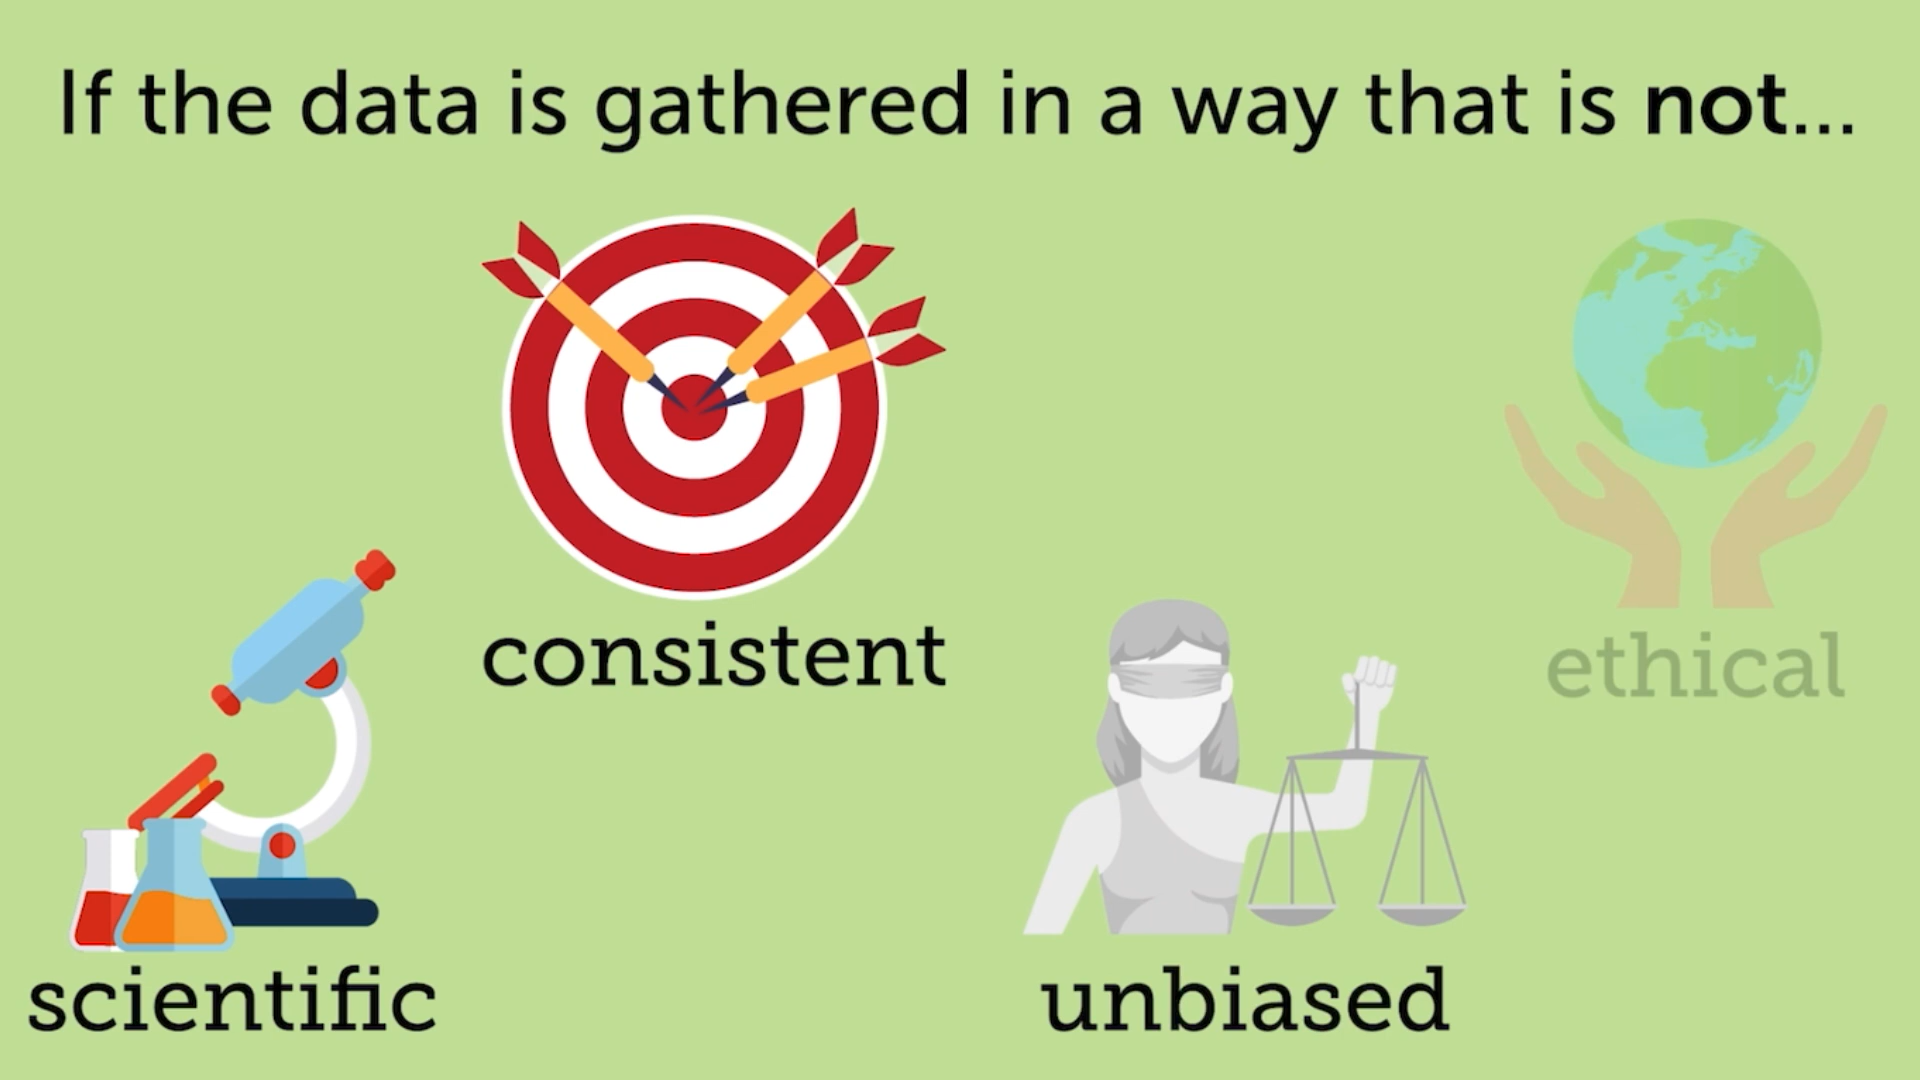 If the data is gathered in a way that is not...
scientific
consistent
unbiased
ethical